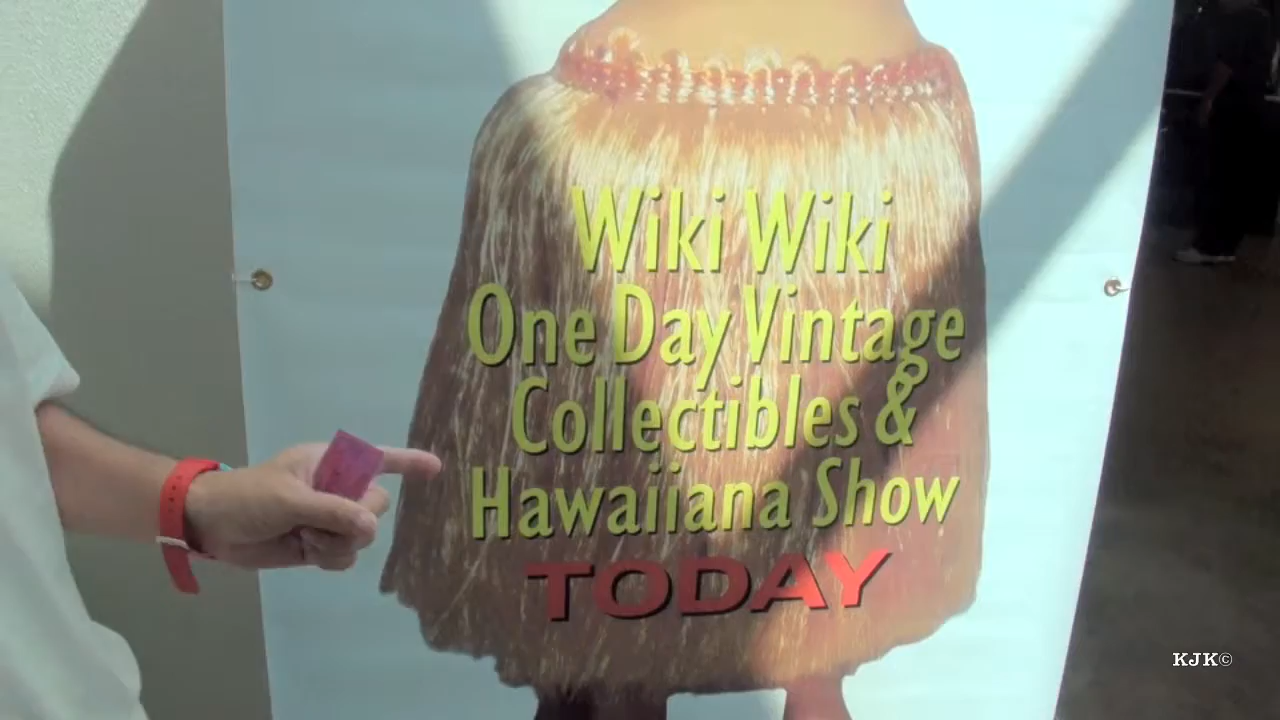 Wiki Wiki
One Day Vintage
Collectibles &
Hawaiiana Show
TODAY
KJK©